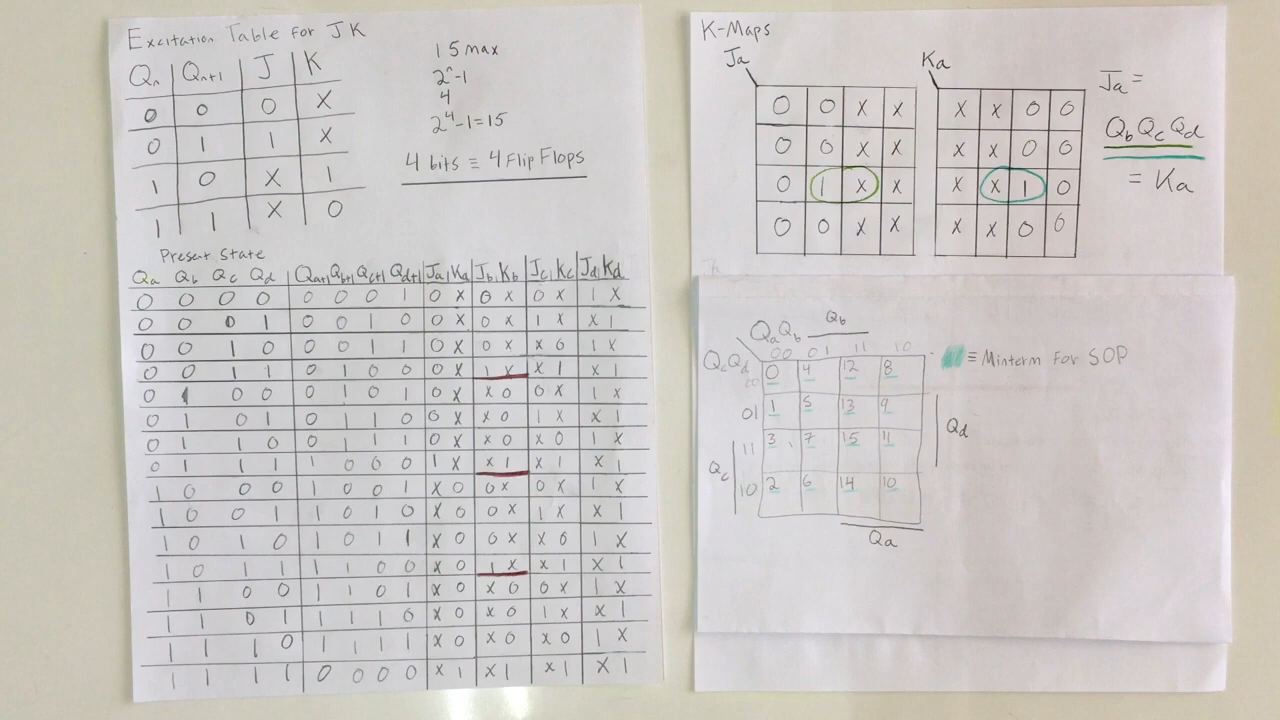 Excitation Table for JK
Qn Qn+1 J K
0 0 0 X
0 1 1 X
1 0 X 1
1 1 X 0
15 max
2^n-1
4
2^4-1=15
4 bits ≡ 4 Flip Flops
Present State
Qa Qb Qc Qd Qa+1 Qb+1 Qc+1 Qd+1 Ja Ka Jb Kb Jc Kc Jd Kd
0 0 0 0 0 0 0 1 0 X 0 X 0 X 1 X
0 0 0 1 0 0 1 0 0 X 0 X 1 X X 1
0 0 1 0 0 0 1 1 0 X 0 X X 0 1 X
0 0 1 1 0 1 0 0 0 X 1 X X 1 X 1
0 1 0 0 0 1 0 1 0 X X 0 0 X 1 X
0 1 0 1 0 1 1 0 0 X X 0 1 X X 1
0 1 1 0 0 1 1 1 0 X X 0 X 0 1 X
0 1 1 1 1 0 0 0 1 X X 1 X 1 X 1
1 0 0 0 1 0 0 1 X 0 0 X 0 X 1 X
1 0 0 1 1 0 1 0 X 0 0 X 1 X X 1
1 0 1 0 1 0 1 1 X 0 0 X X 0 1 X
1 0 1 1 1 1 0 0 X 0 1 X X 1 X 1
1 1 0 0 1 1 0 1 X 0 X 0 0 X 1 X
1 1 0 1 1 1 1 0 X 0 X 0 1 X X 1
1 1 1 0 1 1 1 1 X 0 X 0 X 0 1 X
1 1 1 1 0 0 0 0 X 1 X 1 X 1 X 1
K-Maps
Ja
0 0 X X
0 0 X X
0 1 X X
0 0 X X
Ka
X X 0 0
X X 0 0
X X 1 0
X X 0 0
Ja =
Qb Qc Qd
= Ka
Qb
QaQb
00 01 11 10
QcQd
00 0 4 12 8
01 1 5 13 9
11 3 7 15 11
10 2 6 14 10
Qc
Qd
Qa
≡ Minterm for SOP